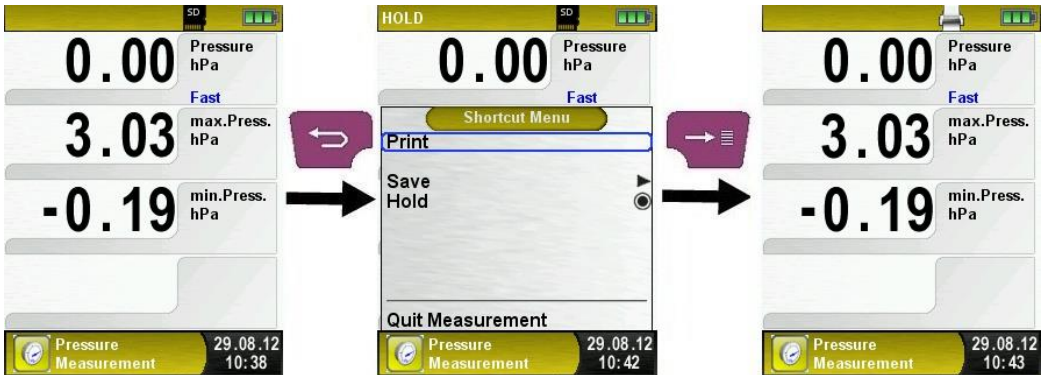 SD
0.00 Pressure
hPa
Fast
3.03 max.Press.
hPa
-0.19 min.Press.
hPa
Pressure
Measurement
29.08.12
10:38
HOLD
SD
0.00 Pressure
hPa
Fast
Shortcut Menu
Print
Save
Hold
Quit Measurement
Pressure
Measurement
29.08.12
10:42
0.00 Pressure
hPa
Fast
3.03 max.Press.
hPa
-0.19 min.Press.
hPa
Pressure
Measurement
29.08.12
10:43